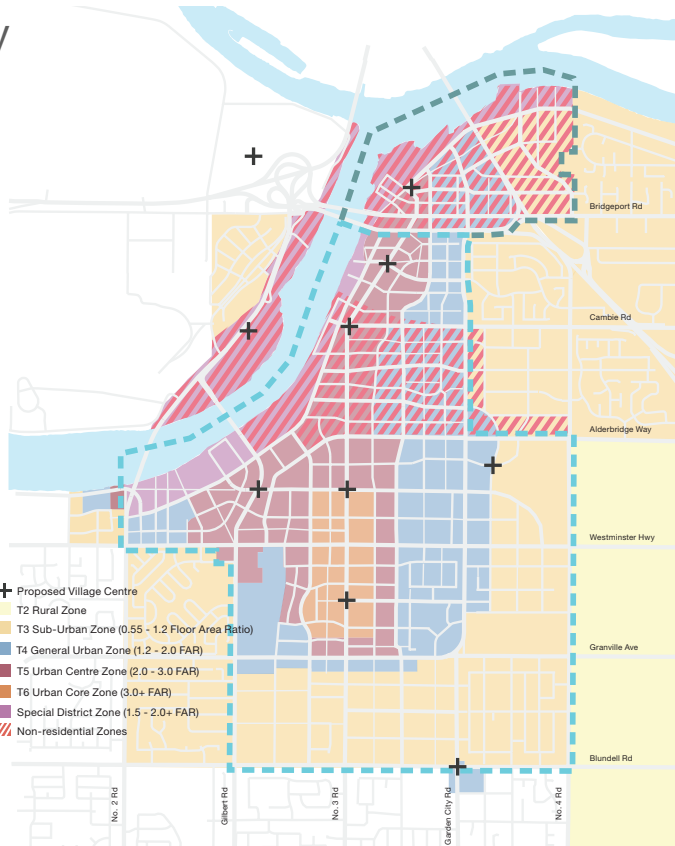 Bridgeport Rd
Cambie Rd
Alderbridge Way
Westminster Hwy
Granville Ave
Blundell Rd
Proposed Village Centre
T2 Rural Zone
T3 Sub-Urban Zone (0.55 - 1.2 Floor Area Ratio)
T4 General Urban Zone (1.2 - 2.0 FAR)
T5 Urban Centre Zone (2.0 - 3.0 FAR)
T6 Urban Core Zone (3.0+ FAR)
Special District Zone (1.5 - 2.0+ FAR)
Non-residential Zones
No. 2 Rd
Gilbert Rd
No. 3 Rd
Garden City Rd
No. 4 Rd